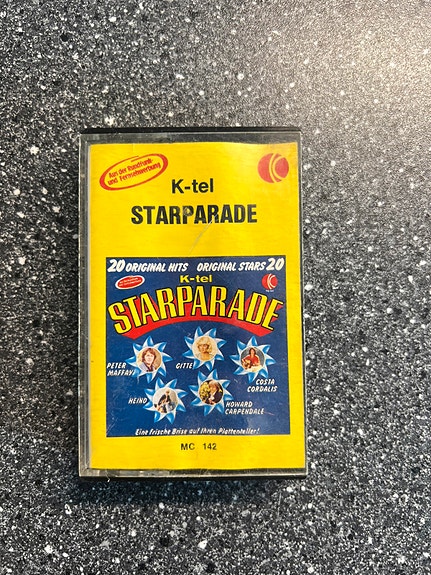 Aus der Rundfunk-
und Fernsehwerbung
K-tel
STARPARADE
20 ORIGINAL HITS ORIGINAL STARS 20
K-tel
STARPARADE
PETER
MAFFAY
GITTE
COSTA
CORDALIS
HEINO
HOWARD
CARPENDALE
Eine frische Brise auf Ihren Plattenteller!
MC 142